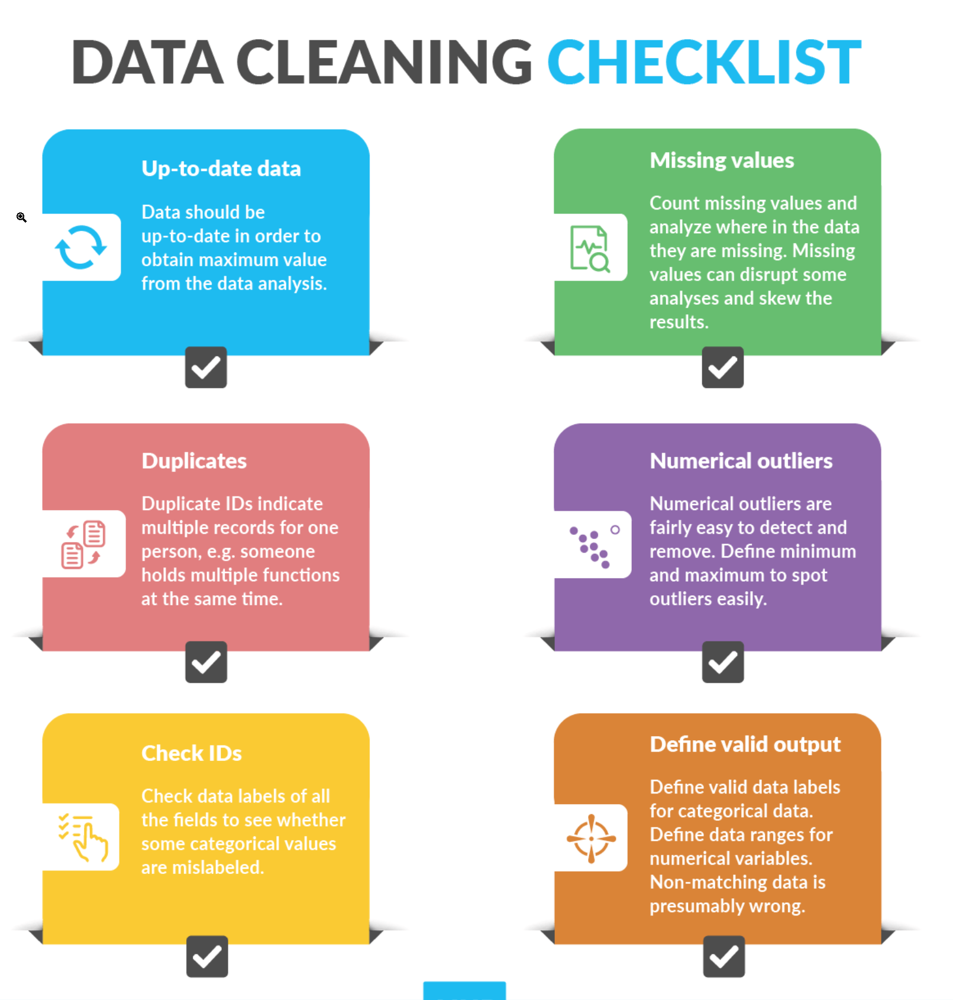 DATA CLEANING CHECKLIST
Up-to-date data
Data should be
up-to-date in order to
obtain maximum value
from the data analysis.
Missing values
Count missing values and
analyze where in the data
they are missing. Missing
values can disrupt some
analyses and skew the
results.
Duplicates
Duplicate IDs indicate
multiple records for one
person, e.g. someone
holds multiple functions
at the same time.
Numerical outliers
Numerical outliers are
fairly easy to detect and
remove. Define minimum
and maximum to spot
outliers easily.
Check IDs
Check data labels of all
the fields to see whether
some categorical values
are mislabeled.
Define valid output
Define valid data labels
for categorical data.
Define data ranges for
numerical variables.
Non-matching data is
presumably wrong.